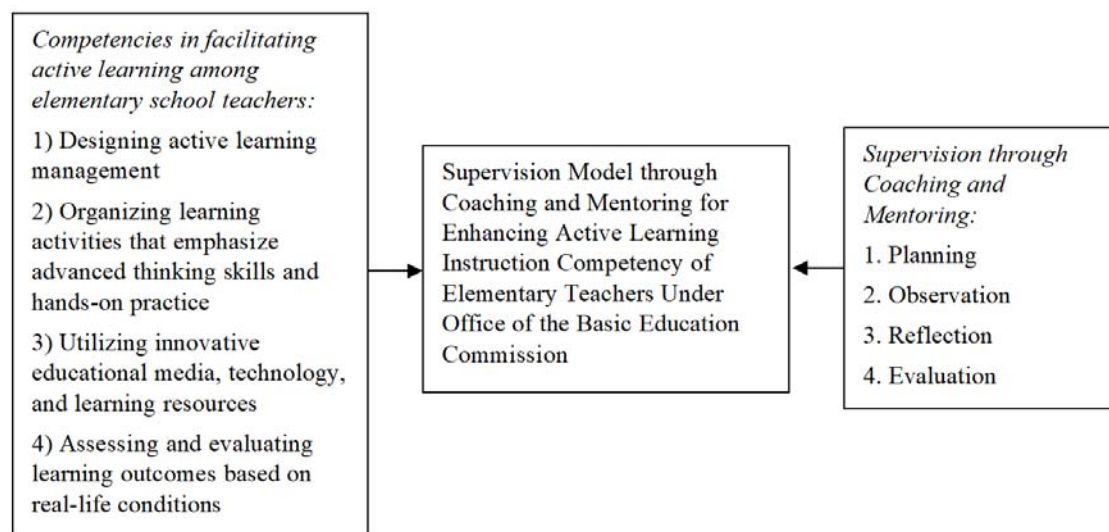 Competencies in facilitating
active learning among
elementary school teachers:
1) Designing active learning
management
2) Organizing learning
activities that emphasize
advanced thinking skills and
hands-on practice
3) Utilizing innovative
educational media, technology,
and learning resources
4) Assessing and evaluating
learning outcomes based on
real-life conditions
Supervision Model through
Coaching and Mentoring for
Enhancing Active Learning
Instruction Competency of
Elementary Teachers Under
Office of the Basic Education
Commission
Supervision through
Coaching and
Mentoring:
1. Planning
2. Observation
3. Reflection
4. Evaluation